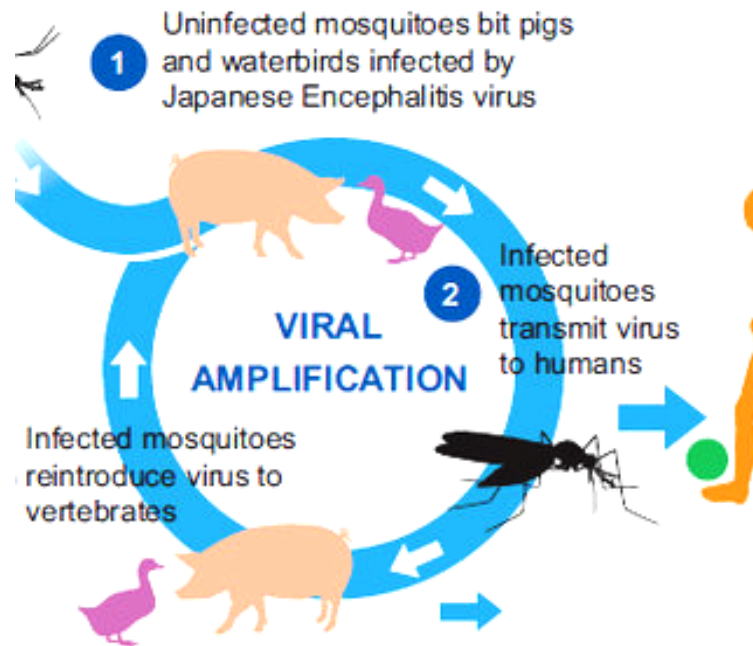 1
Uninfected mosquitoes bit pigs
and waterbirds infected by
Japanese Encephalitis virus
2
Infected
mosquitoes
transmit virus
to humans
VIRAL
AMPLIFICATION
Infected mosquitoes
reintroduce virus to
vertebrates